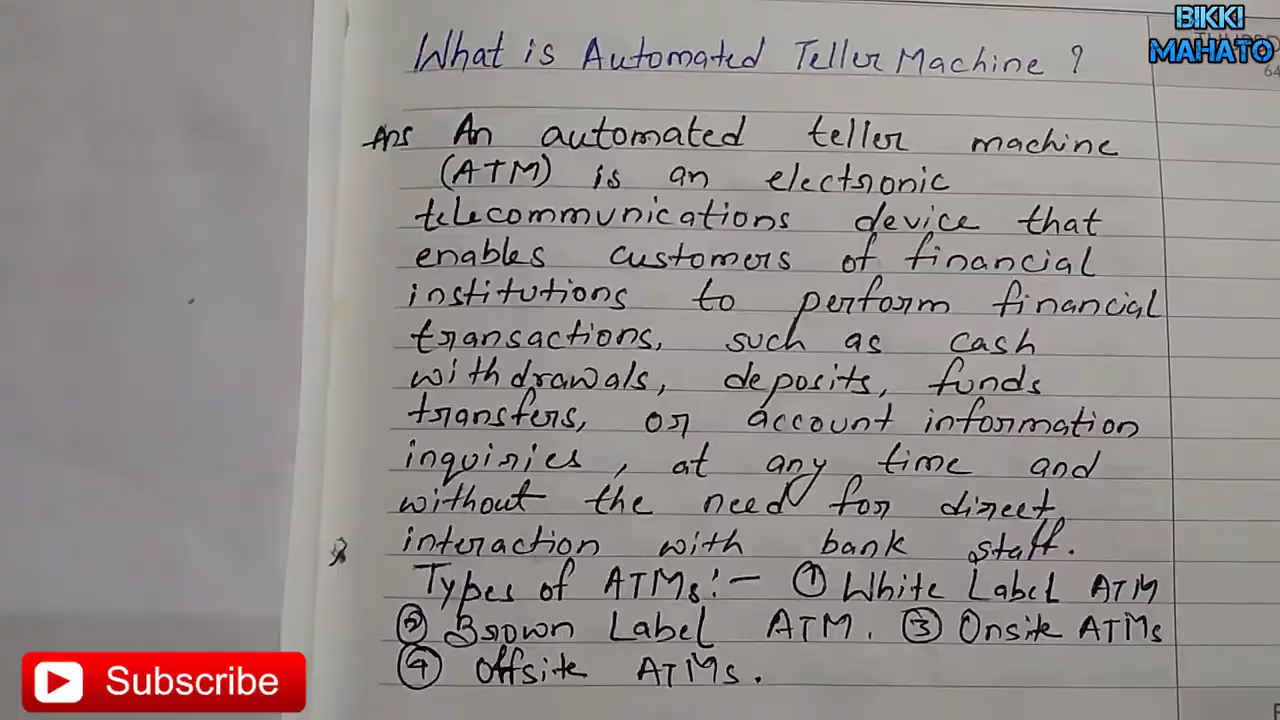 BIKKI
MAHATO
64
What is Automated Teller Machine ?
Ans An automated teller machine
(ATM) is an electronic
telecommunications device that
enables customers of financial
institutions to perform financial
transactions, such as cash
withdrawals, deposits, funds
transfers, or account information
inquiries, at any time and
without the need for direct
interaction with bank staff.
Types of ATMs:- ① White Label ATM
② Brown Label ATM. ③ Onsite ATMs
④ Offsite ATMs.
Subscribe